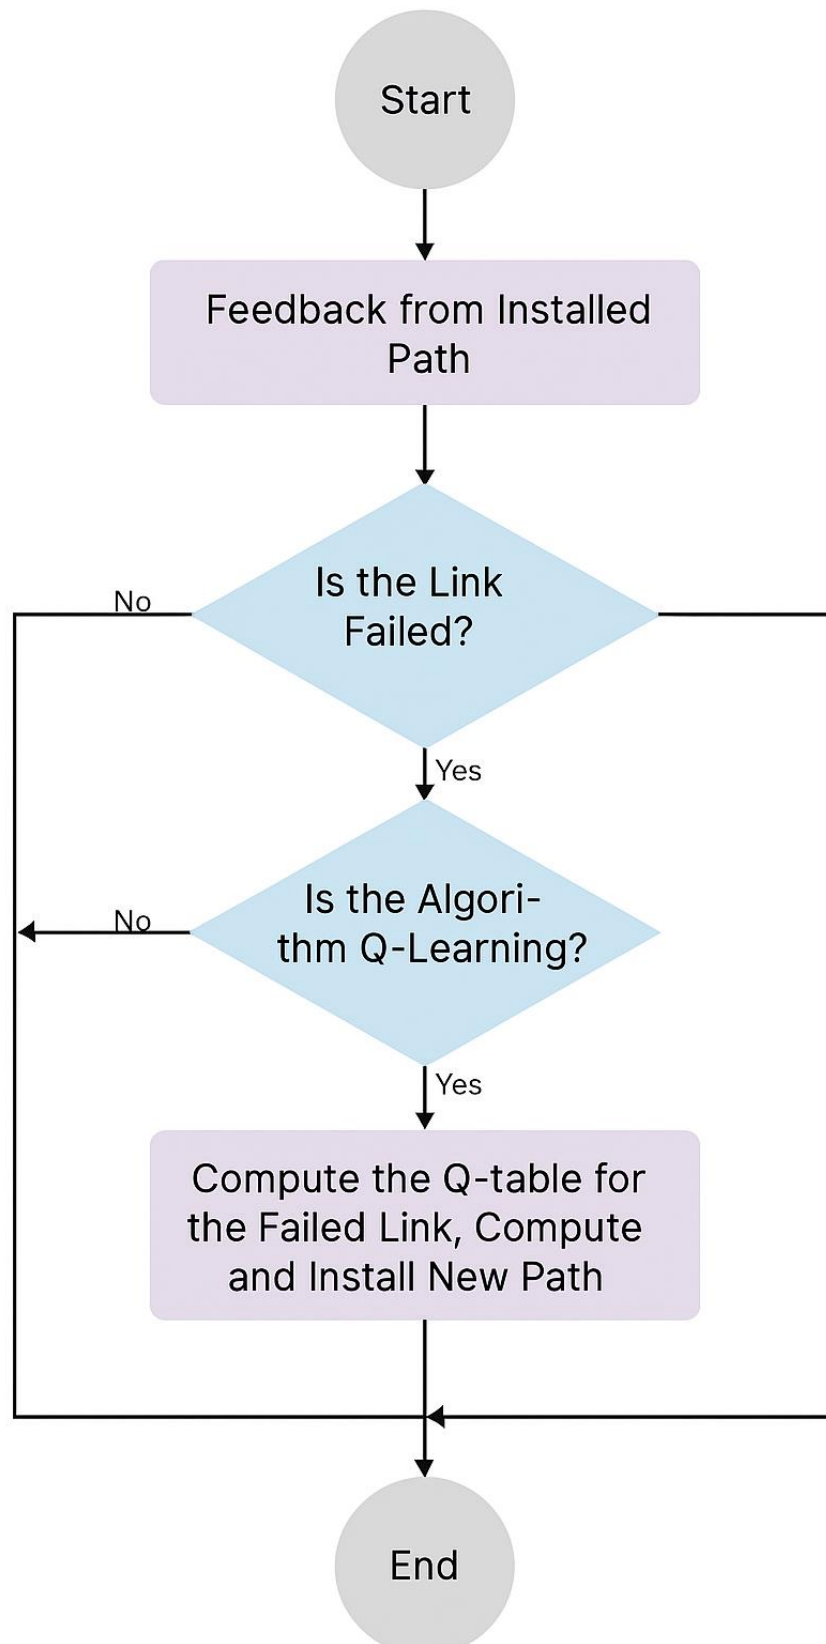 Start
Feedback from Installed
Path
Is the Link
Failed?
No
Yes
Is the Algori-
thm Q-Learning?
No
Yes
Compute the Q-table for
the Failed Link, Compute
and Install New Path
End